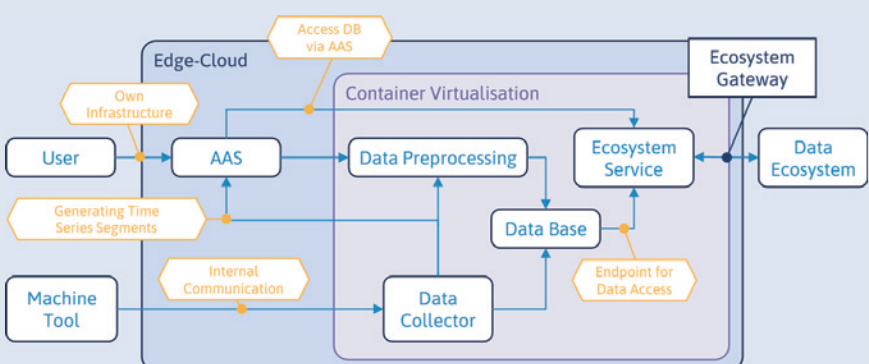 Access DB
via AAS
Edge-Cloud
Ecosystem
Gateway
Own
Infrastructure
Container Virtualisation
User
AAS
Data Preprocessing
Ecosystem
Service
Data
Ecosystem
Generating Time
Series Segments
Data Base
Internal
Communication
Endpoint for
Data Access
Machine
Tool
Data
Collector